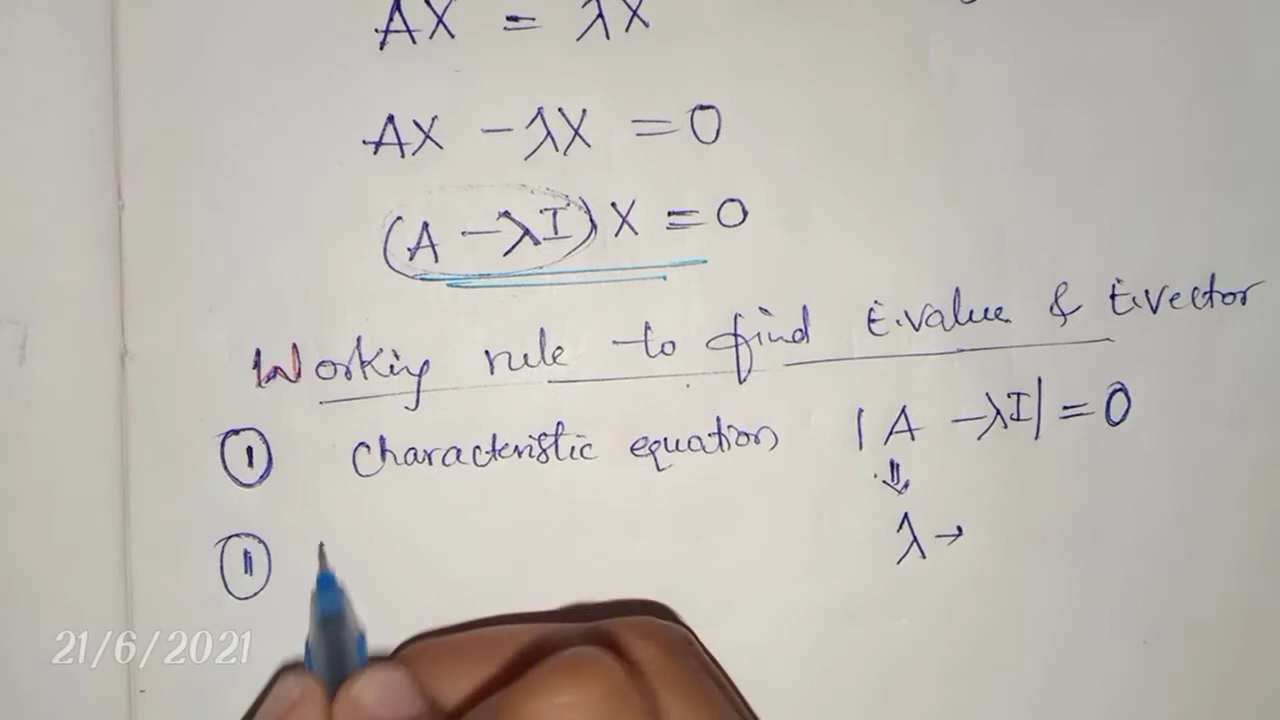 AX = λX
AX - λX = 0
(A - λI) X = 0
Working rule to find E.value & E.vector
① Characteristic equation |A - λI| = 0
⇓
λ →
⑪
21/6/2021